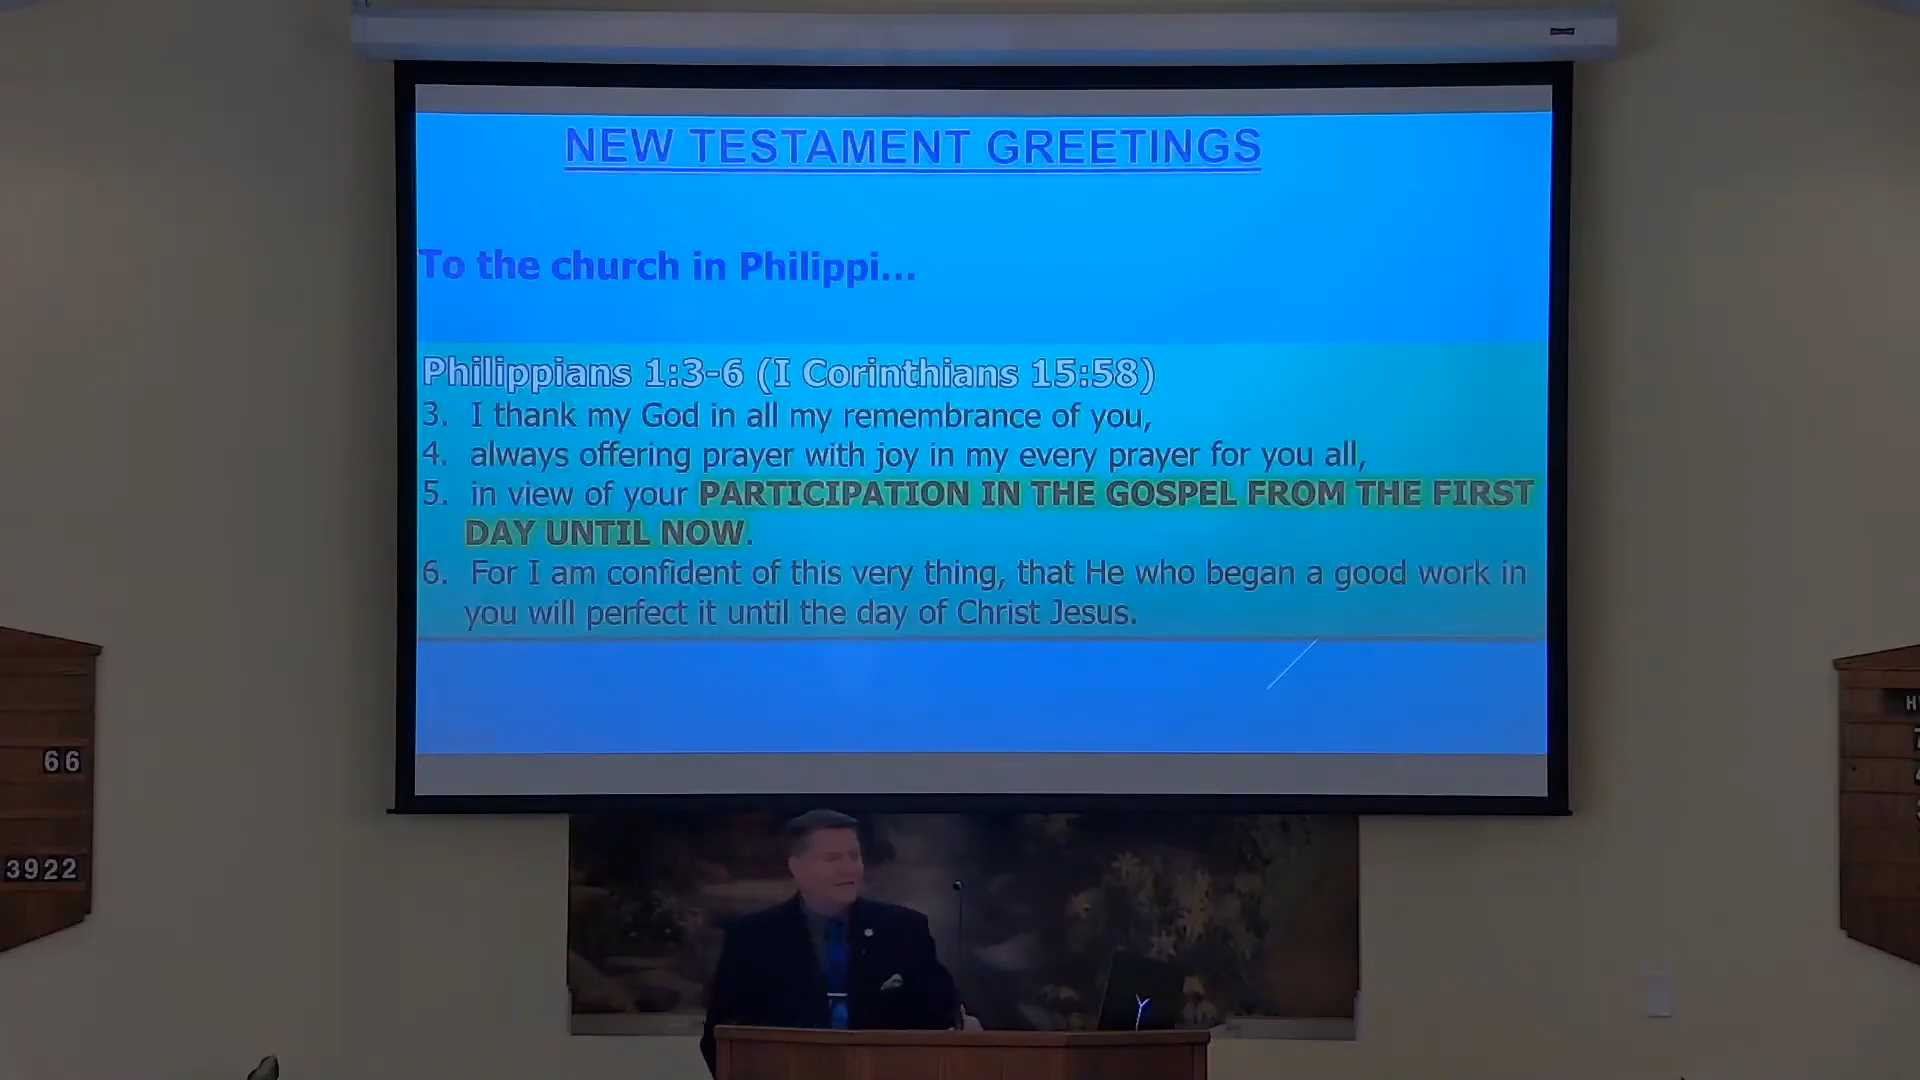 NEW TESTAMENT GREETINGS
To the church in Philippi...
Philippians 1:3-6 (I Corinthians 15:58)
3. I thank my God in all my remembrance of you,
4. always offering prayer with joy in my every prayer for you all,
5. in view of your PARTICIPATION IN THE GOSPEL FROM THE FIRST
DAY UNTIL NOW.
6. For I am confident of this very thing, that He who began a good work in
you will perfect it until the day of Christ Jesus.
66
3922